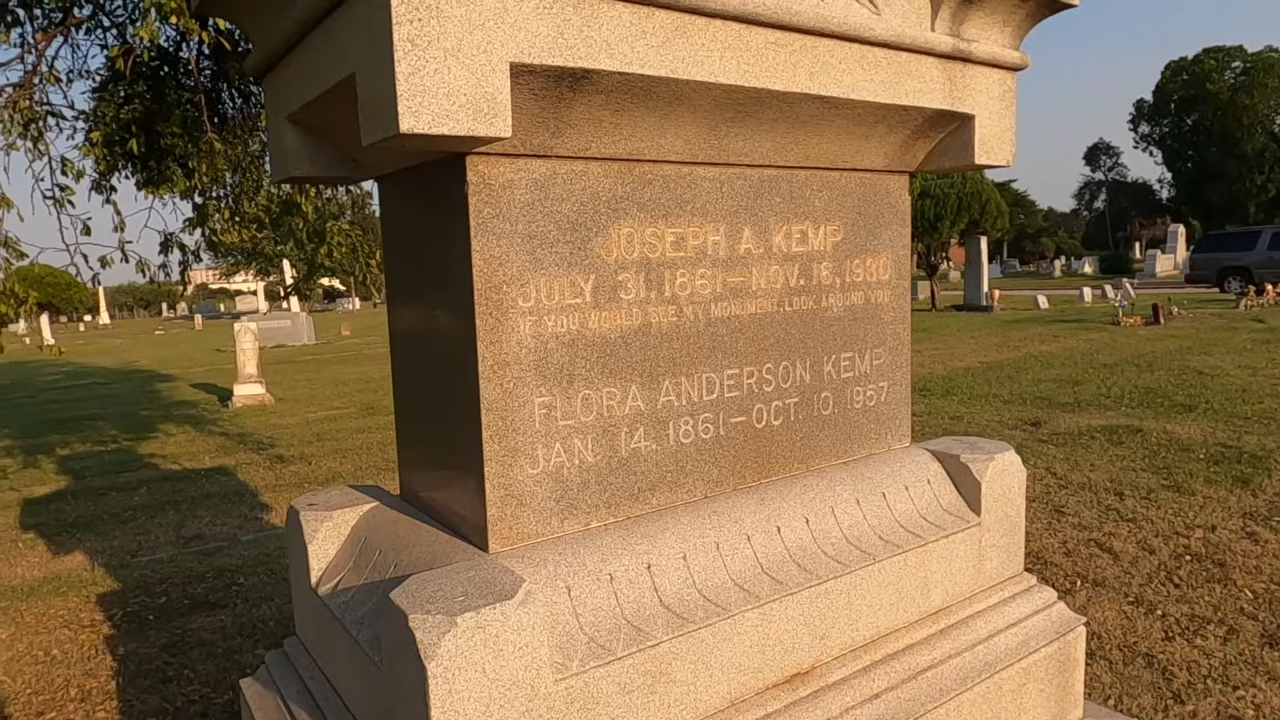 JOSEPH A. KEMP
JULY 31, 1861—NOV. 16, 1930
IF YOU WOULD SEE MY MONUMENT, LOOK AROUND YOU.
FLORA ANDERSON KEMP
JAN. 14, 1861—OCT. 10, 1957